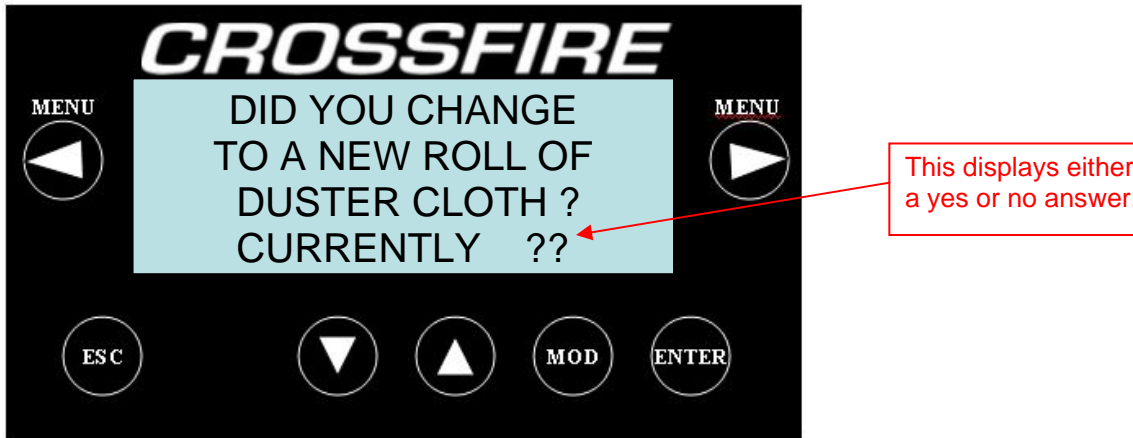 CROSSFIRE
MENU
MENU
DID YOU CHANGE
TO A NEW ROLL OF
DUSTER CLOTH ?
CURRENTLY ??
This displays either
a yes or no answer
ESC
MOD
ENTER